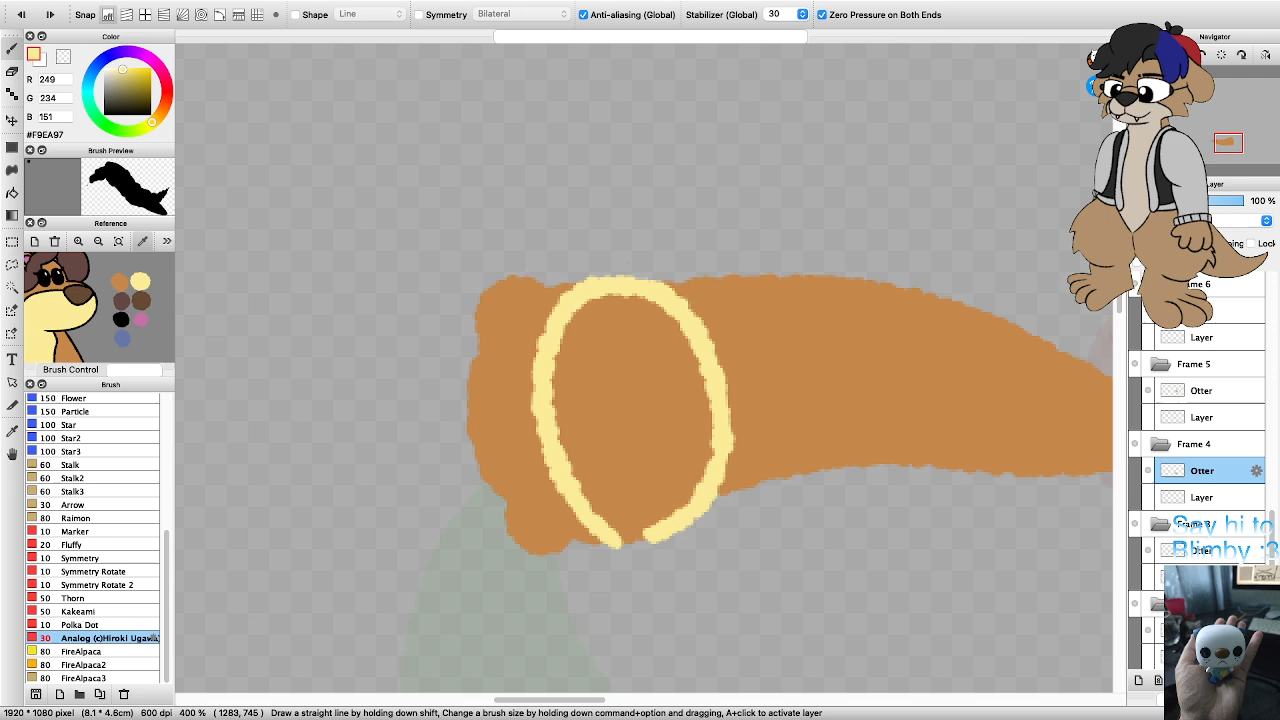 Snap
Shape
Line
Symmetry
Bilateral
Anti-aliasing (Global)
Stabilizer (Global)
30
Zero Pressure on Both Ends
Color
R
249
G
234
B
151
#F9EA97
Brush Preview
Reference
Brush Control
Brush
150 Flower
150 Particle
100 Star
100 Star2
100 Star3
60 Stalk
60 Stalk2
60 Stalk3
30 Arrow
80 Raimon
10 Marker
20 Fluffy
10 Symmetry
10 Symmetry Rotate
10 Symmetry Rotate 2
50 Thorn
50 Kakeami
10 Polka Dot
30 Analog (c)Hiroki Ugawa
80 FireAlpaca
80 FireAlpaca2
80 FireAlpaca3
Navigator
Layer
100 %
Lock
Layer
Frame 5
Otter
Layer
Frame 4
Otter
Layer
Say hi to
Blimby :3
1920 * 1080 pixel (8.1 * 4.6cm) 600 dpi 400 % ( 1283, 745 ) Draw a straight line by holding down shift, Change a brush size by holding down command+option and dragging, A+click to activate layer